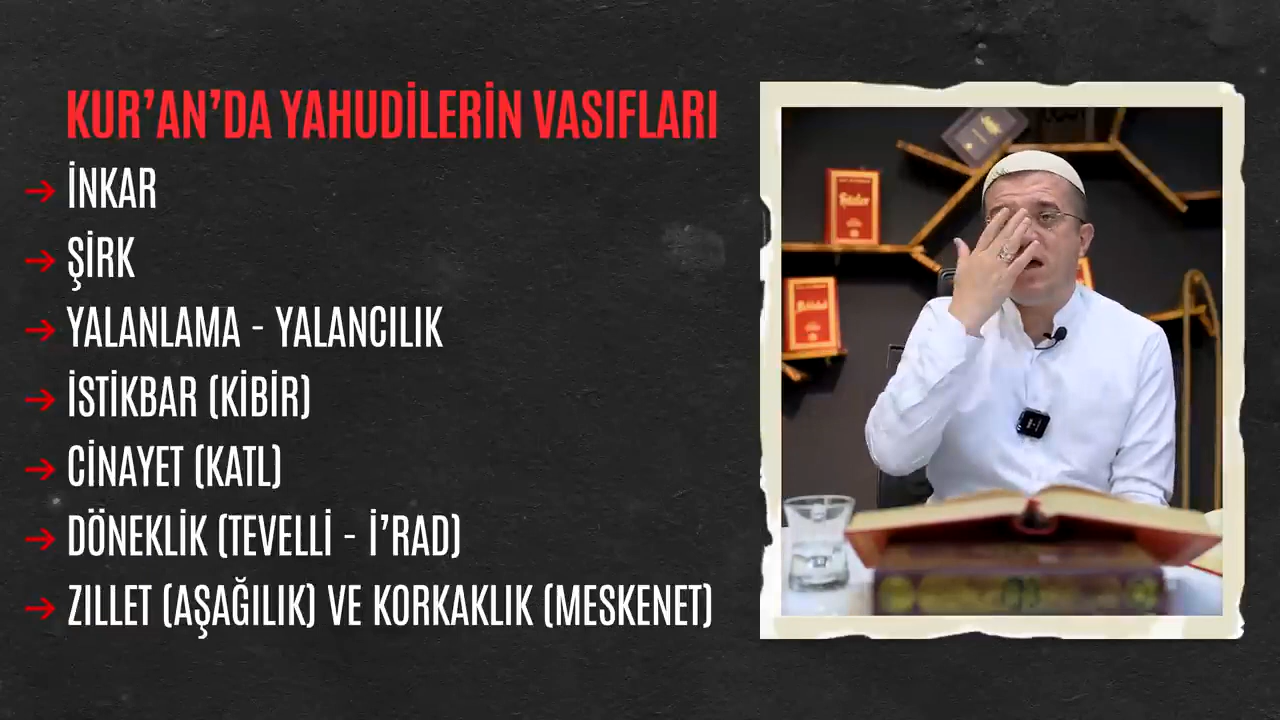 KUR'AN'DA YAHUDİLERİN VASIFLARI
→ İNKAR
→ ŞİRK
→ YALANLAMA - YALANCILIK
→ İSTİKBAR (KİBİR)
→ CİNAYET (KATL)
→ DÖNEKLİK (TEVELLİ - İ'RAD)
→ ZILLET (AŞAĞILIK) VE KORKAKLIK (MESKENET)